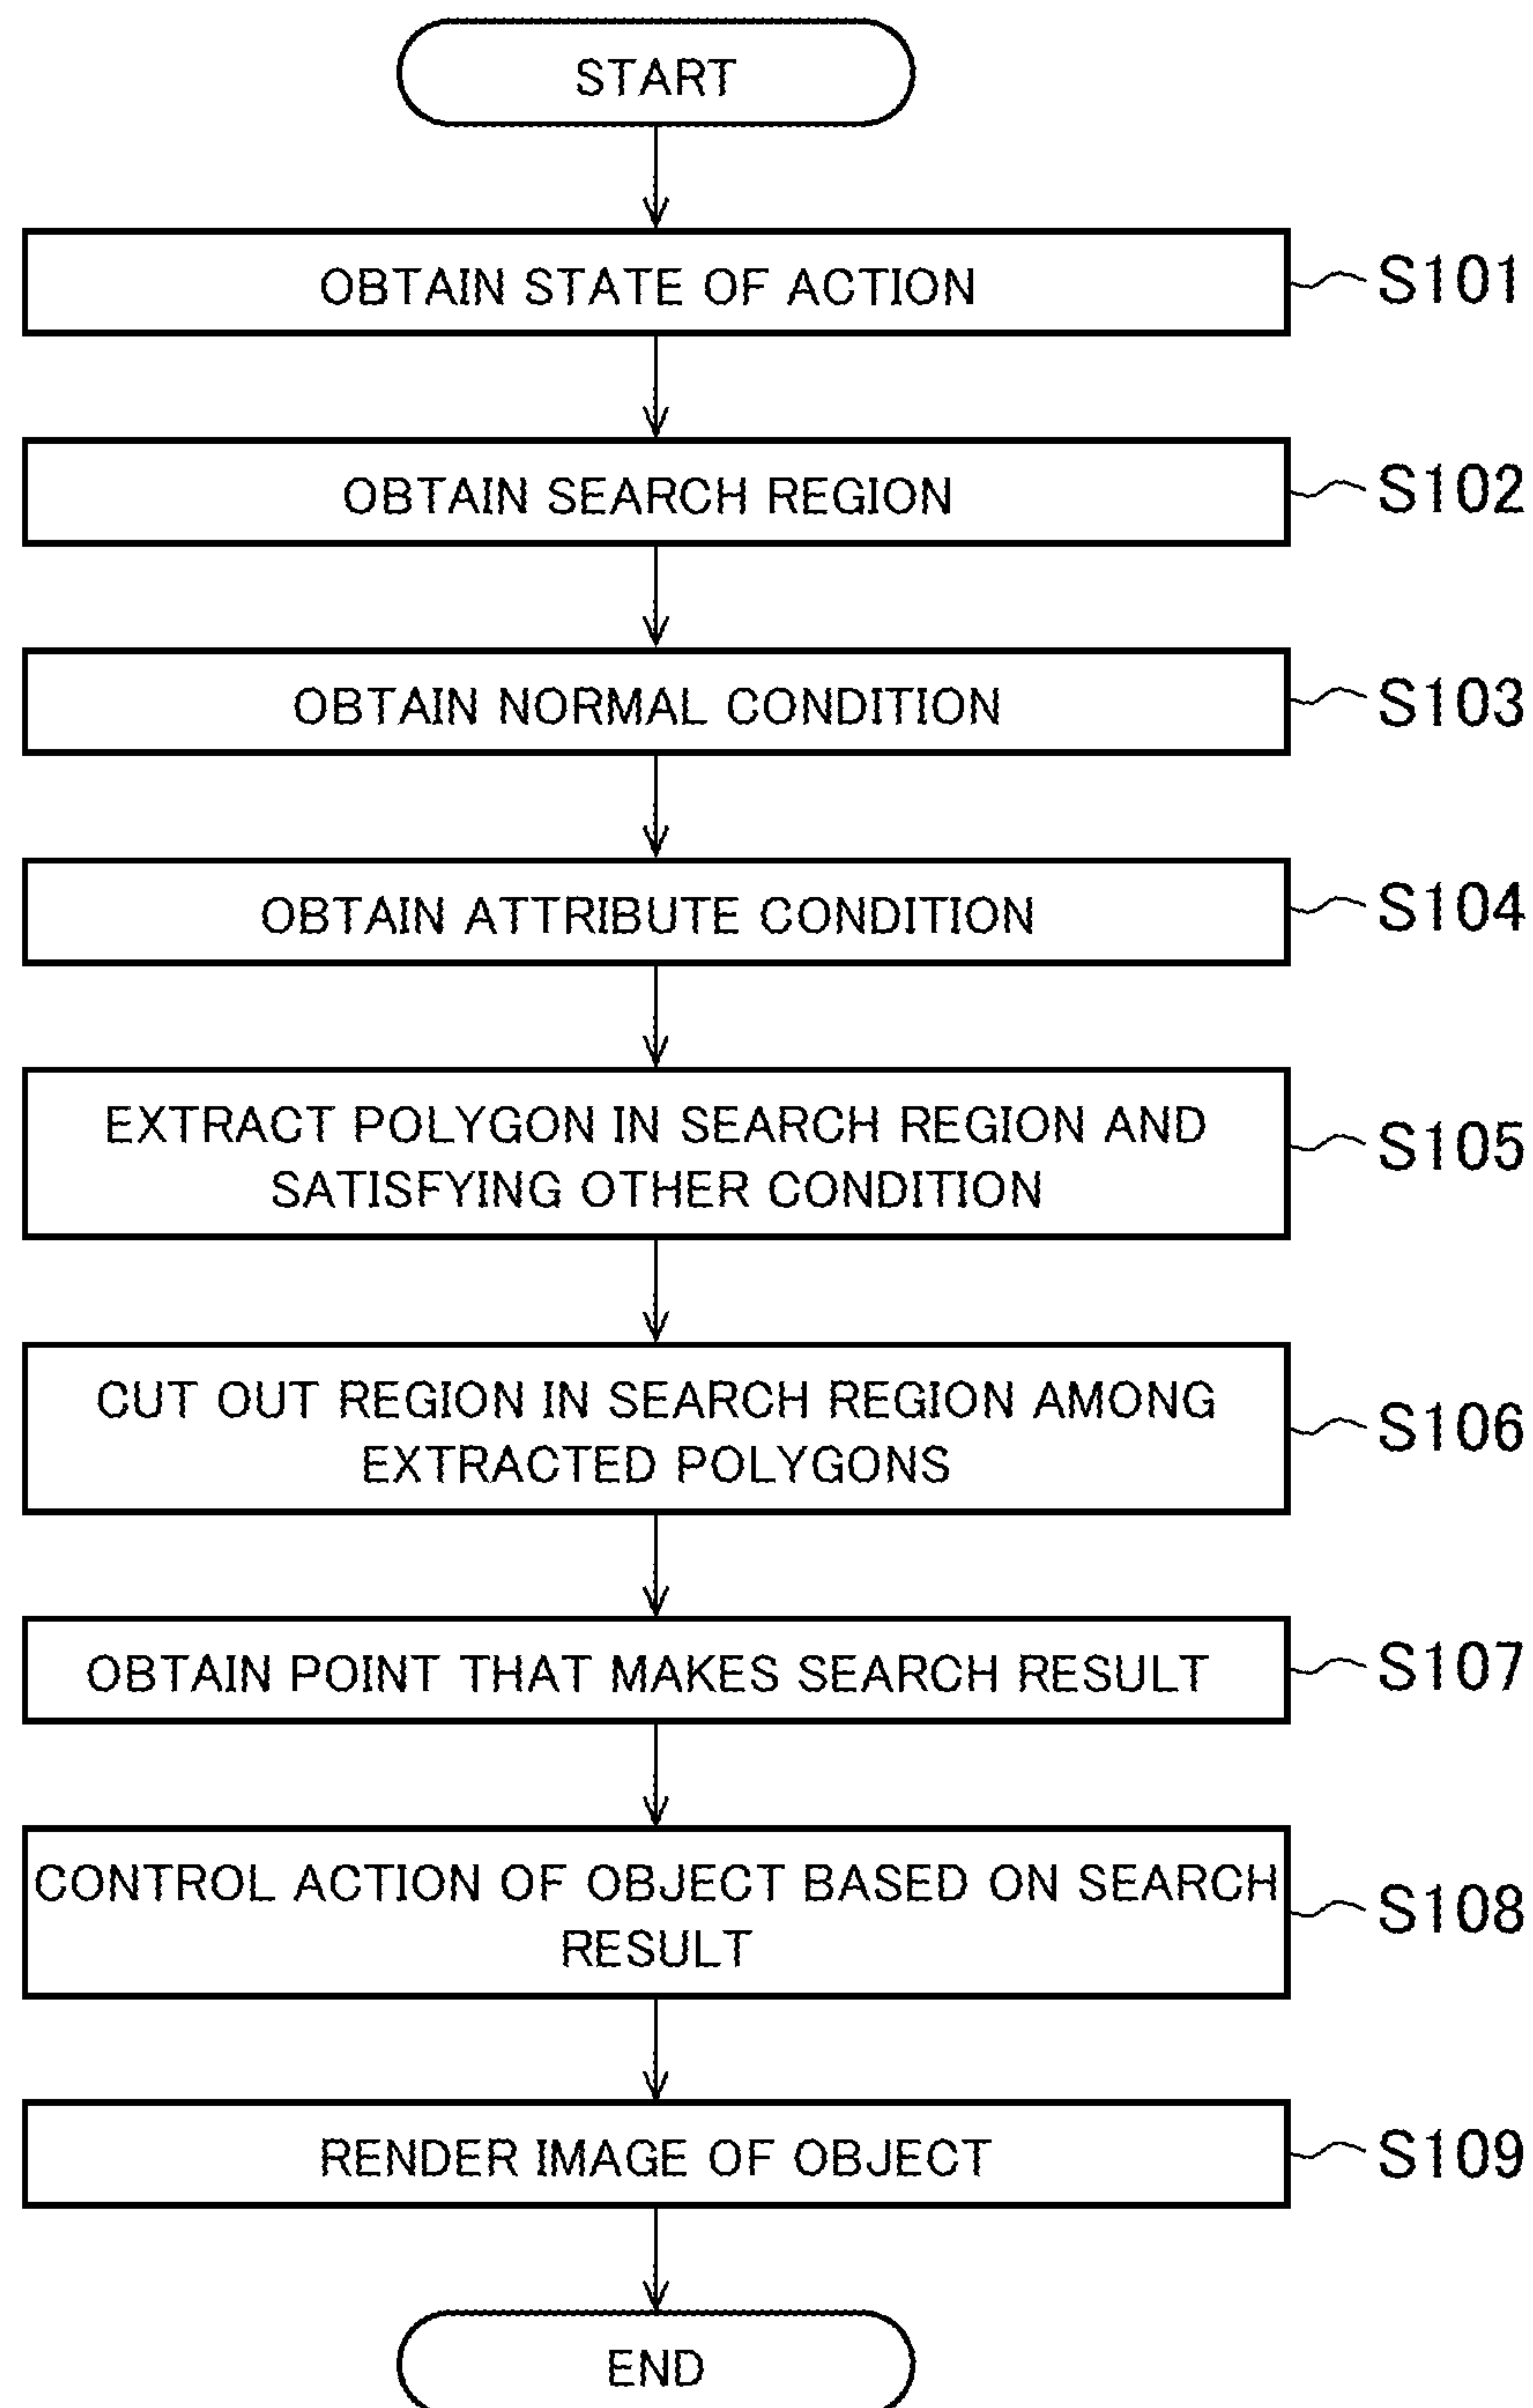 START
OBTAIN STATE OF ACTION
S101
OBTAIN SEARCH REGION
S102
OBTAIN NORMAL CONDITION
S103
OBTAIN ATTRIBUTE CONDITION
S104
EXTRACT POLYGON IN SEARCH REGION AND
SATISFYING OTHER CONDITION
S105
CUT OUT REGION IN SEARCH REGION AMONG
EXTRACTED POLYGONS
S106
OBTAIN POINT THAT MAKES SEARCH RESULT
S107
CONTROL ACTION OF OBJECT BASED ON SEARCH
RESULT
S108
RENDER IMAGE OF OBJECT
S109
END